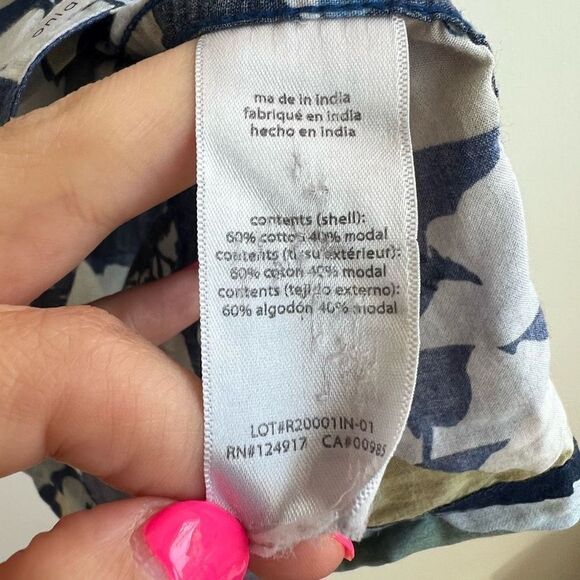 onia
ma de in india
fabriqué en india
hecho en india
contents (shell):
60% cotton 40% modal
contents (tissu extérieur):
60% coton 40% modal
contents (tejido externo):
60% algodón 40% modal
LOT#R20001IN-01
RN#124917 CA#00985